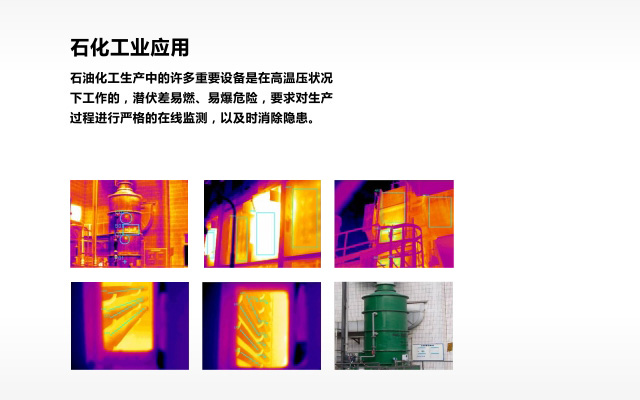 石化工业应用
石油化工生产中的许多重要设备是在高温压状况
下工作的，潜伏差易燃、易爆危险，要求对生产
过程进行严格的在线监测，以及时消除隐患。